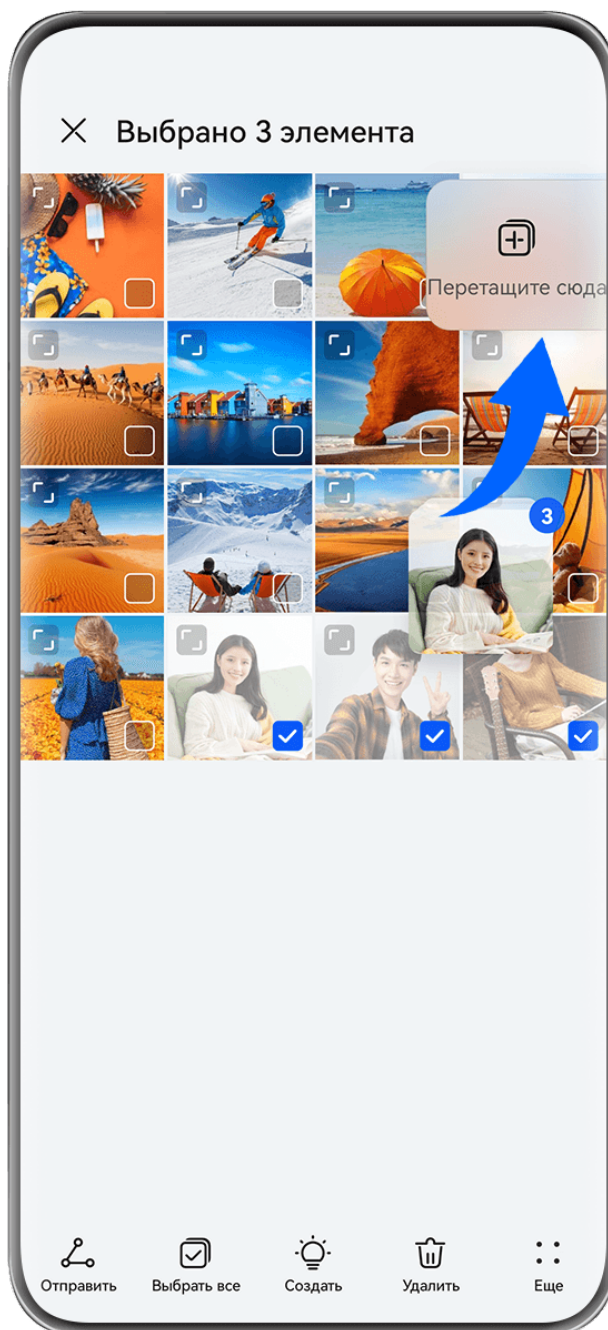 Выбрано 3 элемента
Перетащите сюда
3
Отправить
Выбрать все
Создать
Удалить
Еще